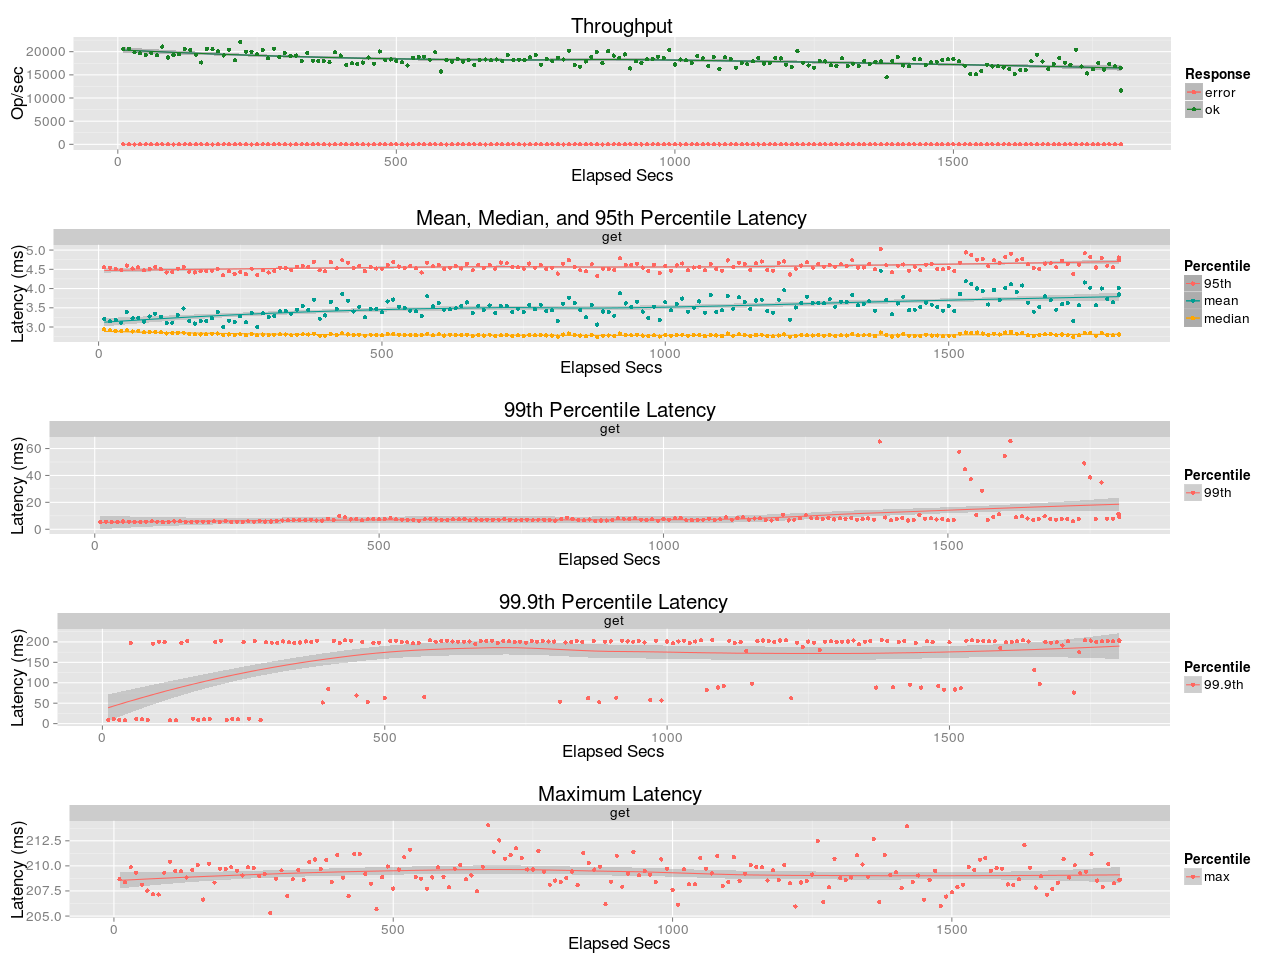 Throughput
Op/sec
20000
15000
10000
5000
0
0 500 1000 1500
Elapsed Secs
Response
error
ok
Mean, Median, and 95th Percentile Latency
get
Latency (ms)
5.0
4.5
4.0
3.5
3.0
0 500 1000 1500
Elapsed Secs
Percentile
95th
mean
median
99th Percentile Latency
get
Latency (ms)
60
40
20
0
0 500 1000 1500
Elapsed Secs
Percentile
99th
99.9th Percentile Latency
get
Latency (ms)
200
150
100
50
0
0 500 1000 1500
Elapsed Secs
Percentile
99.9th
Maximum Latency
get
Latency (ms)
212.5
210.0
207.5
205.0
0 500 1000 1500
Elapsed Secs
Percentile
max